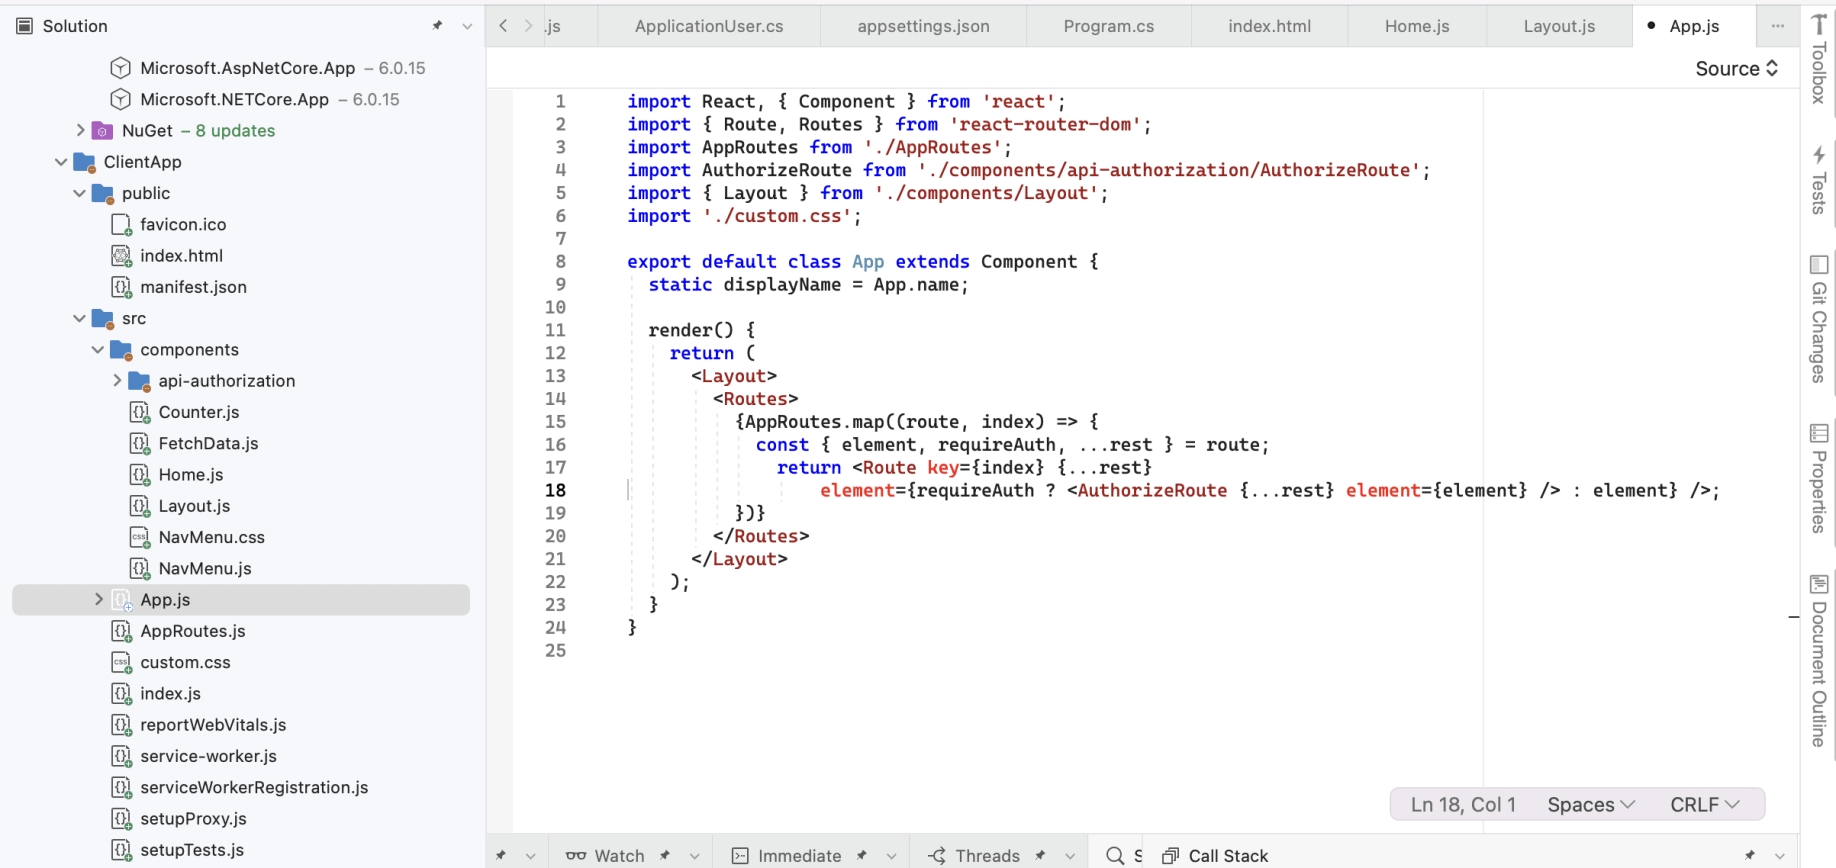 Solution
Microsoft.AspNetCore.App – 6.0.15
Microsoft.NETCore.App – 6.0.15
NuGet – 8 updates
ClientApp
public
favicon.ico
index.html
manifest.json
src
components
api-authorization
Counter.js
FetchData.js
Home.js
Layout.js
NavMenu.css
NavMenu.js
App.js
AppRoutes.js
custom.css
index.js
reportWebVitals.js
service-worker.js
serviceWorkerRegistration.js
setupProxy.js
setupTests.js
.js ApplicationUser.cs appsettings.json Program.cs index.html Home.js Layout.js App.js
Source
1 import React, { Component } from 'react';
2 import { Route, Routes } from 'react-router-dom';
3 import AppRoutes from './AppRoutes';
4 import AuthorizeRoute from './components/api-authorization/AuthorizeRoute';
5 import { Layout } from './components/Layout';
6 import './custom.css';
7
8 export default class App extends Component {
9 static displayName = App.name;
10
11 render() {
12 return (
13 <Layout>
14 <Routes>
15 {AppRoutes.map((route, index) => {
16 const { element, requireAuth, ...rest } = route;
17 return <Route key={index} {...rest}
18 element={requireAuth ? <AuthorizeRoute {...rest} element={element} /> : element} />;
19 })}
20 </Routes>
21 </Layout>
22 );
23 }
24 }
25
Ln 18, Col 1 Spaces CRLF
Watch Immediate Threads S Call Stack
Toolbox
Tests
Git Changes
Properties
Document Outline